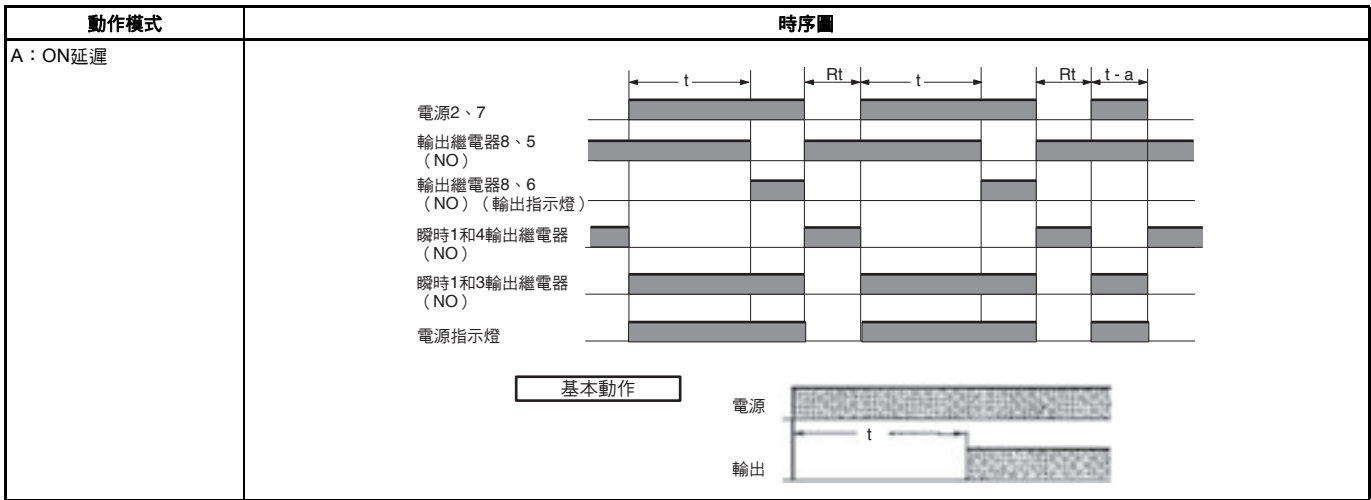 動作模式
時序圖
A：ON延遲
t
Rt
t
Rt
t - a
電源2、7
輸出繼電器8、5
（NO）
輸出繼電器8、6
（NO）（輸出指示燈）
瞬時1和4輸出繼電器
（NO）
瞬時1和3輸出繼電器
（NO）
電源指示燈
基本動作
電源
t
輸出